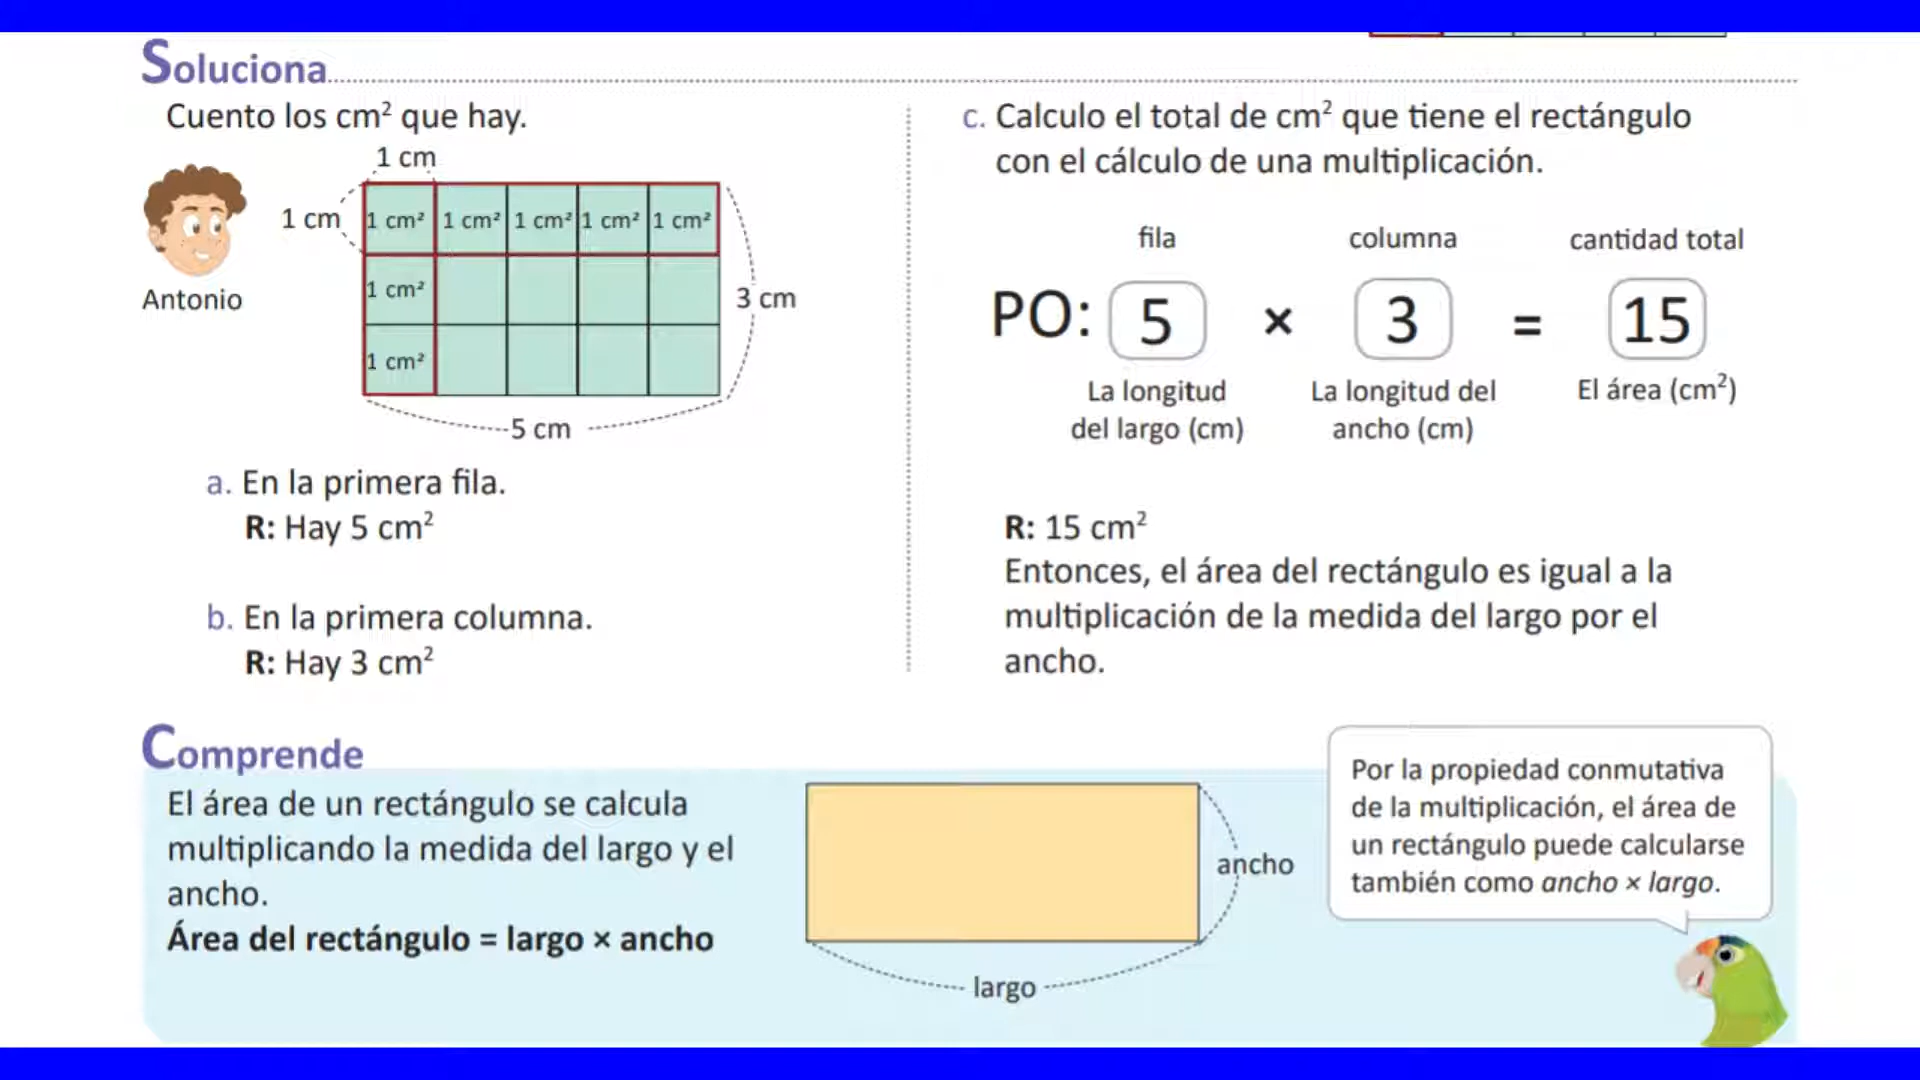 Soluciona
Cuento los cm² que hay.
1 cm
1 cm
1 cm² 1 cm² 1 cm² 1 cm² 1 cm²
1 cm²
1 cm²
3 cm
5 cm
Antonio
a. En la primera fila.
R: Hay 5 cm²
b. En la primera columna.
R: Hay 3 cm²
c. Calculo el total de cm² que tiene el rectángulo
con el cálculo de una multiplicación.
fila columna cantidad total
PO: 5 × 3 = 15
La longitud
del largo (cm)
La longitud del
ancho (cm)
El área (cm²)
R: 15 cm²
Entonces, el área del rectángulo es igual a la
multiplicación de la medida del largo por el
ancho.
Comprende
El área de un rectángulo se calcula
multiplicando la medida del largo y el
ancho.
Área del rectángulo = largo × ancho
ancho
largo
Por la propiedad conmutativa
de la multiplicación, el área de
un rectángulo puede calcularse
también como ancho × largo.